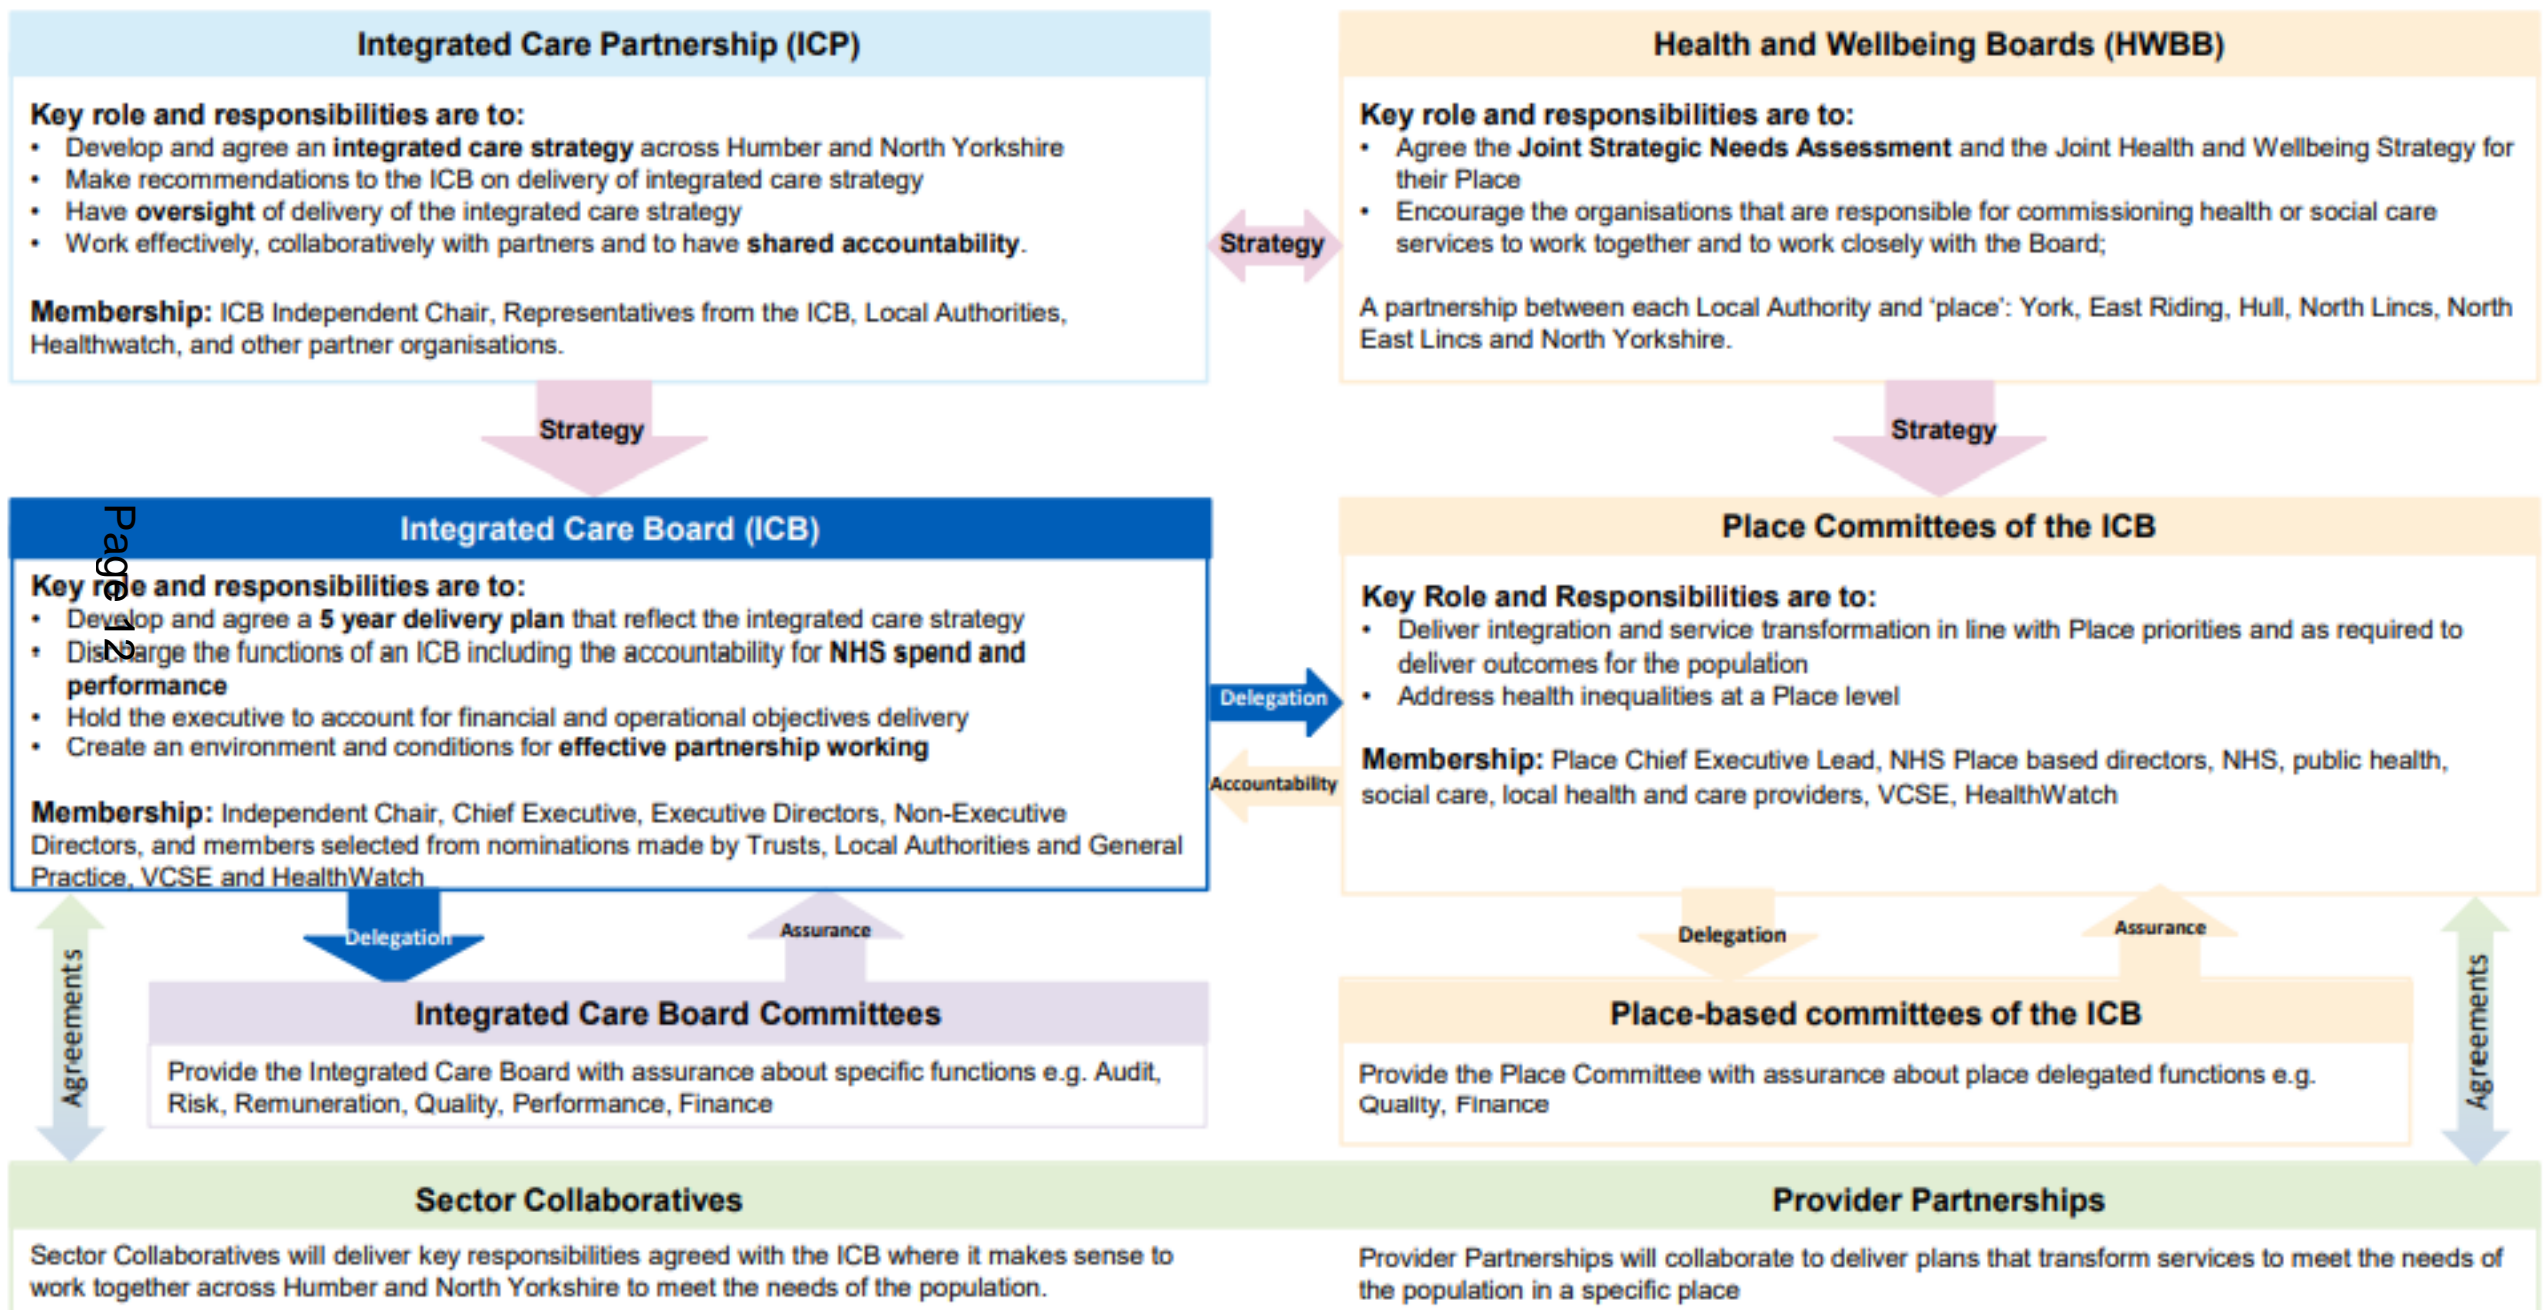 Integrated Care Partnership (ICP)
Key role and responsibilities are to:
• Develop and agree an integrated care strategy across Humber and North Yorkshire
• Make recommendations to the ICB on delivery of integrated care strategy
• Have oversight of delivery of the integrated care strategy
• Work effectively, collaboratively with partners and to have shared accountability.
Membership: ICB Independent Chair, Representatives from the ICB, Local Authorities,
Healthwatch, and other partner organisations.
Strategy
Health and Wellbeing Boards (HWBB)
Key role and responsibilities are to:
• Agree the Joint Strategic Needs Assessment and the Joint Health and Wellbeing Strategy for
their Place
• Encourage the organisations that are responsible for commissioning health or social care
services to work together and to work closely with the Board;
A partnership between each Local Authority and ‘place’: York, East Riding, Hull, North Lincs, North
East Lincs and North Yorkshire.
Strategy
Strategy
Integrated Care Board (ICB)
Page 12
Key role and responsibilities are to:
• Develop and agree a 5 year delivery plan that reflect the integrated care strategy
• Discharge the functions of an ICB including the accountability for NHS spend and
performance
• Hold the executive to account for financial and operational objectives delivery
• Create an environment and conditions for effective partnership working
Membership: Independent Chair, Chief Executive, Executive Directors, Non-Executive
Directors, and members selected from nominations made by Trusts, Local Authorities and General
Practice, VCSE and HealthWatch
Delegation
Accountability
Place Committees of the ICB
Key Role and Responsibilities are to:
• Deliver integration and service transformation in line with Place priorities and as required to
deliver outcomes for the population
• Address health inequalities at a Place level
Membership: Place Chief Executive Lead, NHS Place based directors, NHS, public health,
social care, local health and care providers, VCSE, HealthWatch
Agreements
Delegation
Assurance
Delegation
Assurance
Agreements
Integrated Care Board Committees
Provide the Integrated Care Board with assurance about specific functions e.g. Audit,
Risk, Remuneration, Quality, Performance, Finance
Place-based committees of the ICB
Provide the Place Committee with assurance about place delegated functions e.g.
Quality, Finance
Sector Collaboratives
Sector Collaboratives will deliver key responsibilities agreed with the ICB where it makes sense to
work together across Humber and North Yorkshire to meet the needs of the population.
Provider Partnerships
Provider Partnerships will collaborate to deliver plans that transform services to meet the needs of
the population in a specific place